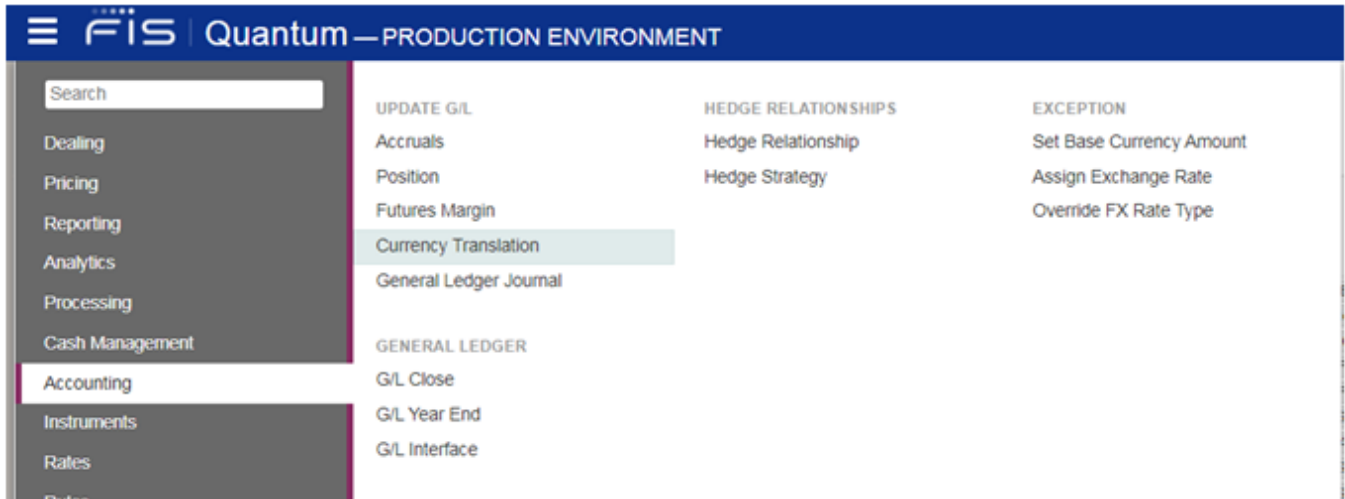 FIS Quantum — PRODUCTION ENVIRONMENT
Search
Dealing
Pricing
Reporting
Analytics
Processing
Cash Management
Accounting
Instruments
Rates
UPDATE G/L
Accruals
Position
Futures Margin
Currency Translation
General Ledger Journal
GENERAL LEDGER
G/L Close
G/L Year End
G/L Interface
HEDGE RELATIONSHIPS
Hedge Relationship
Hedge Strategy
EXCEPTION
Set Base Currency Amount
Assign Exchange Rate
Override FX Rate Type